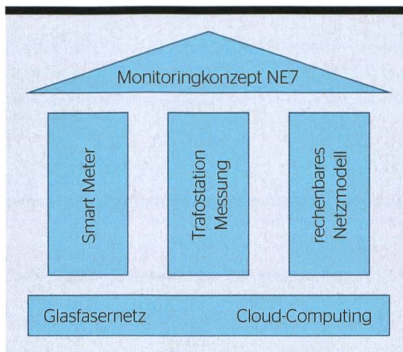 Monitoringkonzept NE7
Smart Meter
Trafostation
Messung
rechenbares
Netzmodell
Glasfasernetz Cloud-Computing